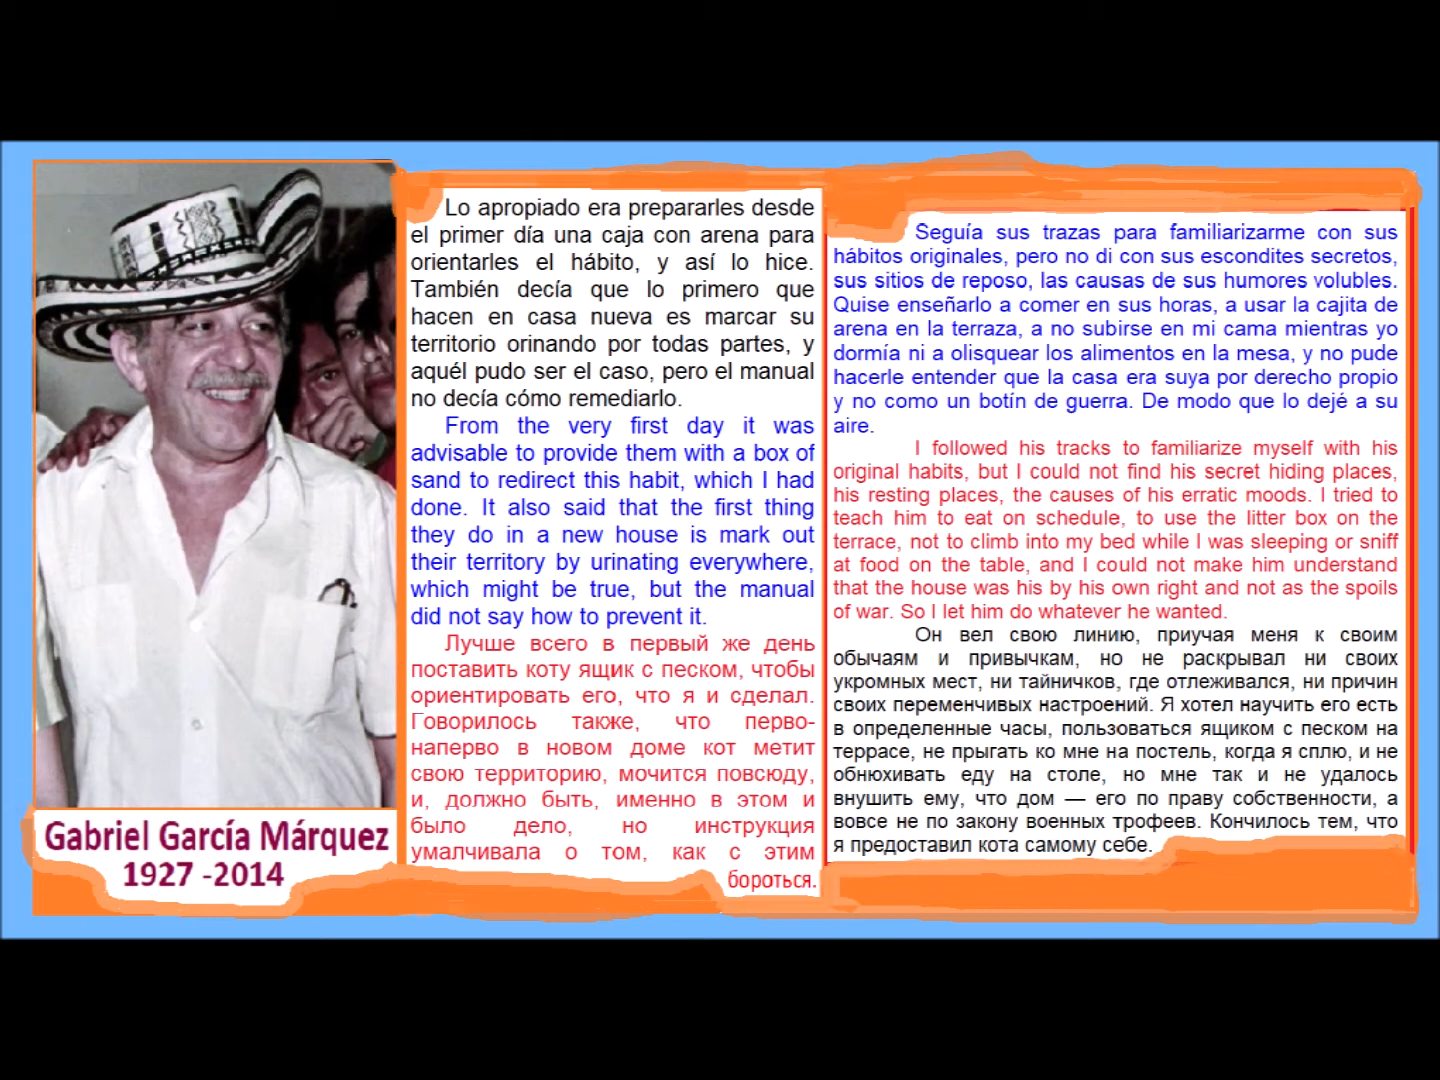 Gabriel García Márquez
1927 -2014
Lo apropiado era prepararles desde
el primer día una caja con arena para
orientarles el hábito, y así lo hice.
También decía que lo primero que
hacen en casa nueva es marcar su
territorio orinando por todas partes, y
aquél pudo ser el caso, pero el manual
no decía cómo remediarlo.
From the very first day it was
advisable to provide them with a box of
sand to redirect this habit, which I had
done. It also said that the first thing
they do in a new house is mark out
their territory by urinating everywhere,
which might be true, but the manual
did not say how to prevent it.
Лучше всего в первый же день
поставить коту ящик с песком, чтобы
ориентировать его, что я и сделал.
Говорилось также, что перво-
наперво в новом доме кот метит
свою территорию, мочится повсюду,
и, должно быть, именно в этом и
было дело, но инструкция
умалчивала о том, как с этим
бороться.
Seguía sus trazas para familiarizarme con sus
hábitos originales, pero no di con sus escondites secretos,
sus sitios de reposo, las causas de sus humores volubles.
Quise enseñarlo a comer en sus horas, a usar la cajita de
arena en la terraza, a no subirse en mi cama mientras yo
dormía ni a olisquear los alimentos en la mesa, y no pude
hacerle entender que la casa era suya por derecho propio
y no como un botín de guerra. De modo que lo dejé a su
aire.
I followed his tracks to familiarize myself with his
original habits, but I could not find his secret hiding places,
his resting places, the causes of his erratic moods. I tried to
teach him to eat on schedule, to use the litter box on the
terrace, not to climb into my bed while I was sleeping or sniff
at food on the table, and I could not make him understand
that the house was his by his own right and not as the spoils
of war. So I let him do whatever he wanted.
Он вел свою линию, приучая меня к своим
обычаям и привычкам, но не раскрывал ни своих
укромных мест, ни тайничков, где отлеживался, ни причин
своих переменчивых настроений. Я хотел научить его есть
в определенные часы, пользоваться ящиком с песком на
террасе, не прыгать ко мне на постель, когда я сплю, и не
обнюхивать еду на столе, но мне так и не удалось
внушить ему, что дом — его по праву собственности, а
вовсе не по закону военных трофеев. Кончилось тем, что
я предоставил кота самому себе.